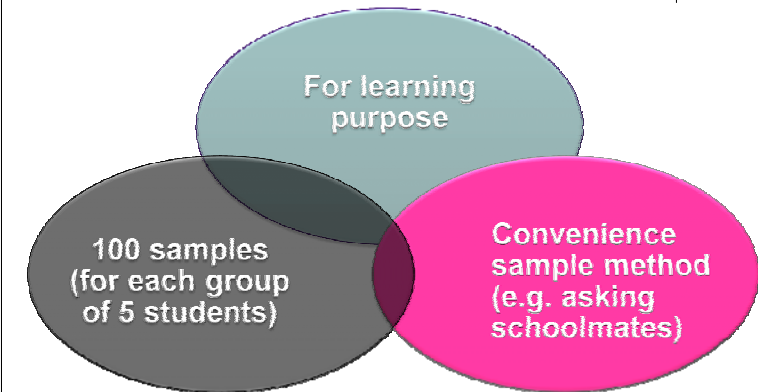 For learning
purpose
100 samples
(for each group
of 5 students)
Convenience
sample method
(e.g. asking
schoolmates)